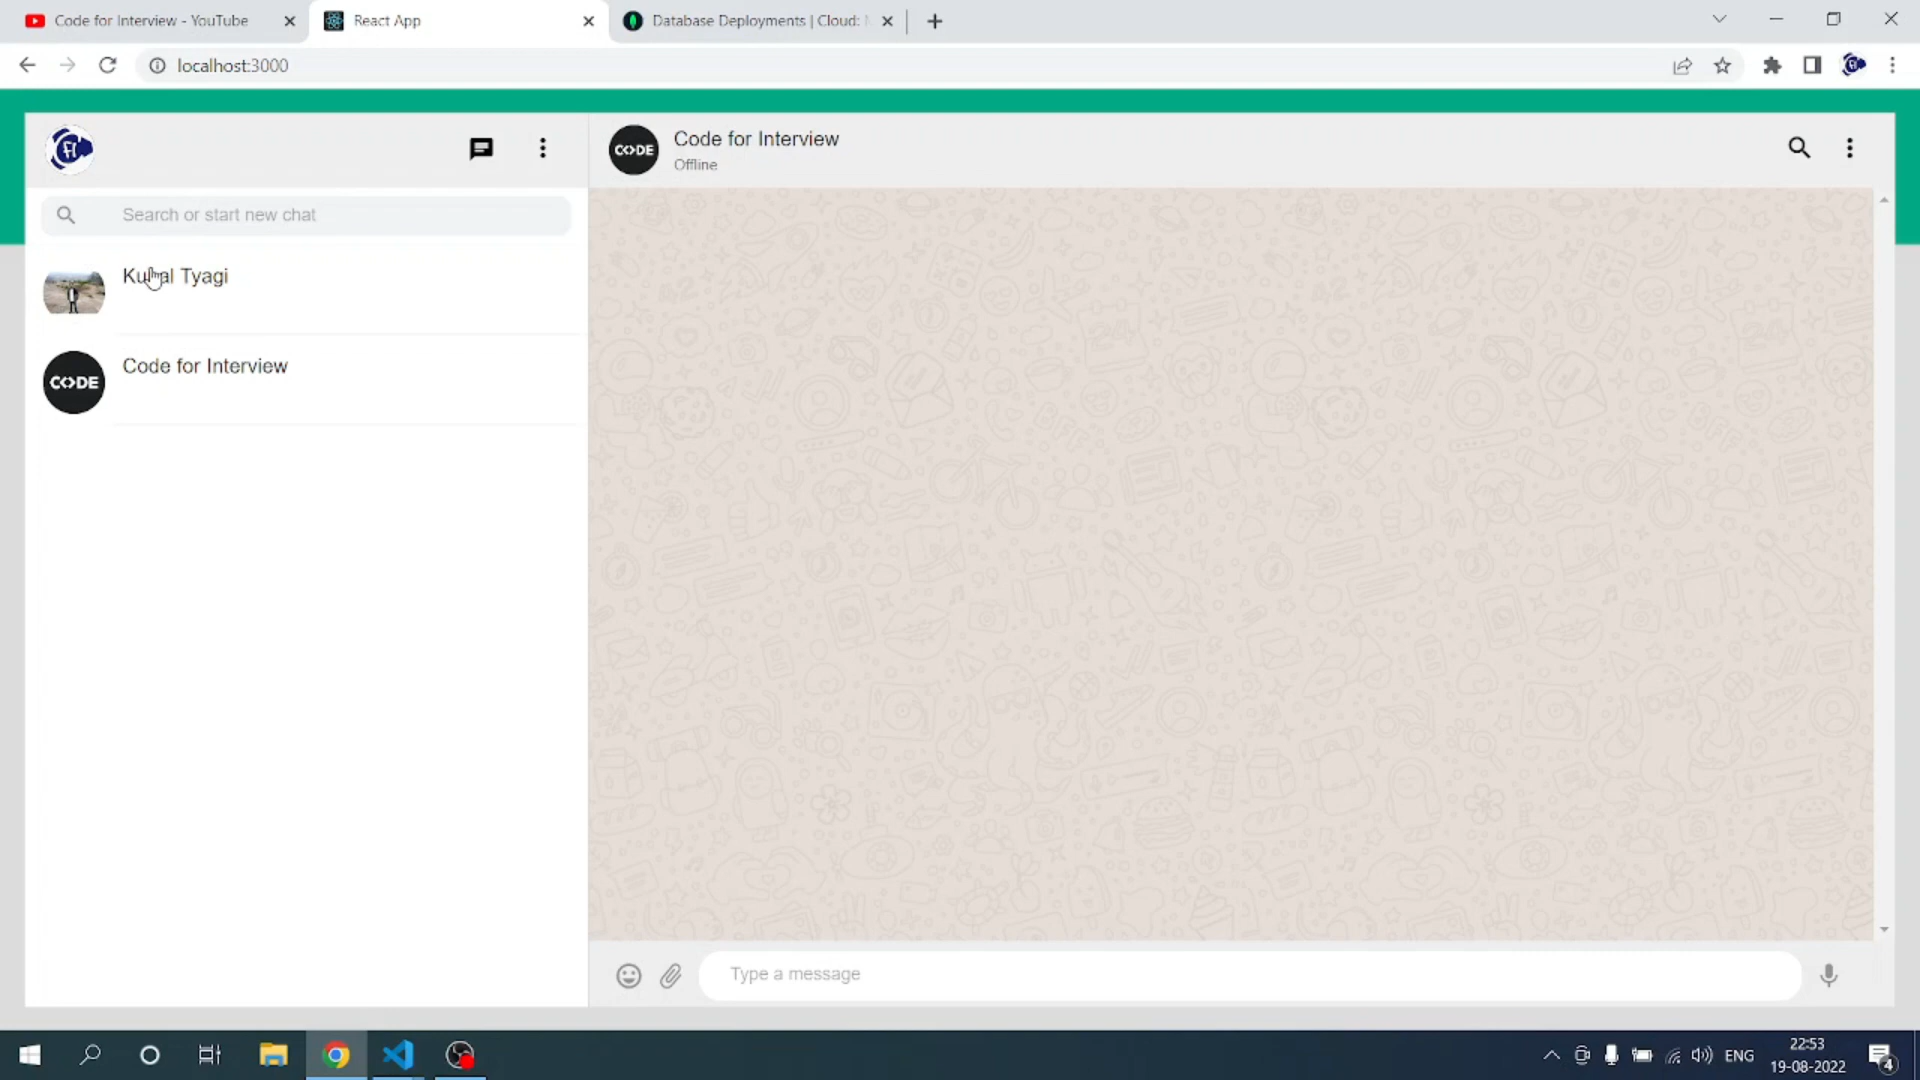 Code for Interview - YouTube
React App
Database Deployments | Cloud:
localhost:3000
Search or start new chat
Kunal Tyagi
CODE
Code for Interview
CODE
Code for Interview
Offline
Type a message
ENG
22:53
19-08-2022
4